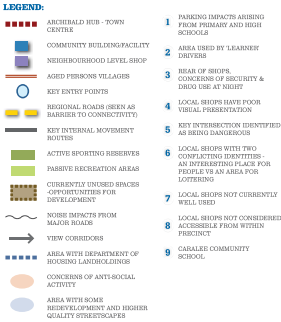 LEGEND:
ARCHIBALD HUB - TOWN
CENTRE
COMMUNITY BUILDING/FACILITY
NEIGHBOURHOOD LEVEL SHOP
AGED PERSONS VILLAGES
KEY ENTRY POINTS
REGIONAL ROADS (SEEN AS
BARRIER TO CONNECTIVITY)
KEY INTERNAL MOVEMENT
ROUTES
ACTIVE SPORTING RESERVES
PASSIVE RECREATION AREAS
CURRENTLY UNUSED SPACES
-OPPORTUNITIES FOR
DEVELOPMENT
NOISE IMPACTS FROM
MAJOR ROADS
VIEW CORRIDORS
AREA WITH DEPARTMENT OF
HOUSING LANDHOLDINGS
CONCERNS OF ANTI-SOCIAL
ACTIVITY
AREA WITH SOME
REDEVELOPMENT AND HIGHER
QUALITY STREETSCAPES
1 PARKING IMPACTS ARISING
FROM PRIMARY AND HIGH
SCHOOLS
2 AREA USED BY 'LEARNER'
DRIVERS
3 REAR OF SHOPS,
CONCERNS OF SECURITY &
DRUG USE AT NIGHT
4 LOCAL SHOPS HAVE POOR
VISUAL PRESENTATION
5 KEY INTERSECTION IDENTIFIED
AS BEING DANGEROUS
6 LOCAL SHOPS WITH TWO
CONFLICTING IDENTITIES -
AN INTERESTING PLACE FOR
PEOPLE VS AN AREA FOR
LOITERING
7 LOCAL SHOPS NOT CURRENTLY
WELL USED
8 LOCAL SHOPS NOT CONSIDERED
ACCESSIBLE FROM WITHIN
PRECINCT
9 CARALEE COMMUNITY
SCHOOL